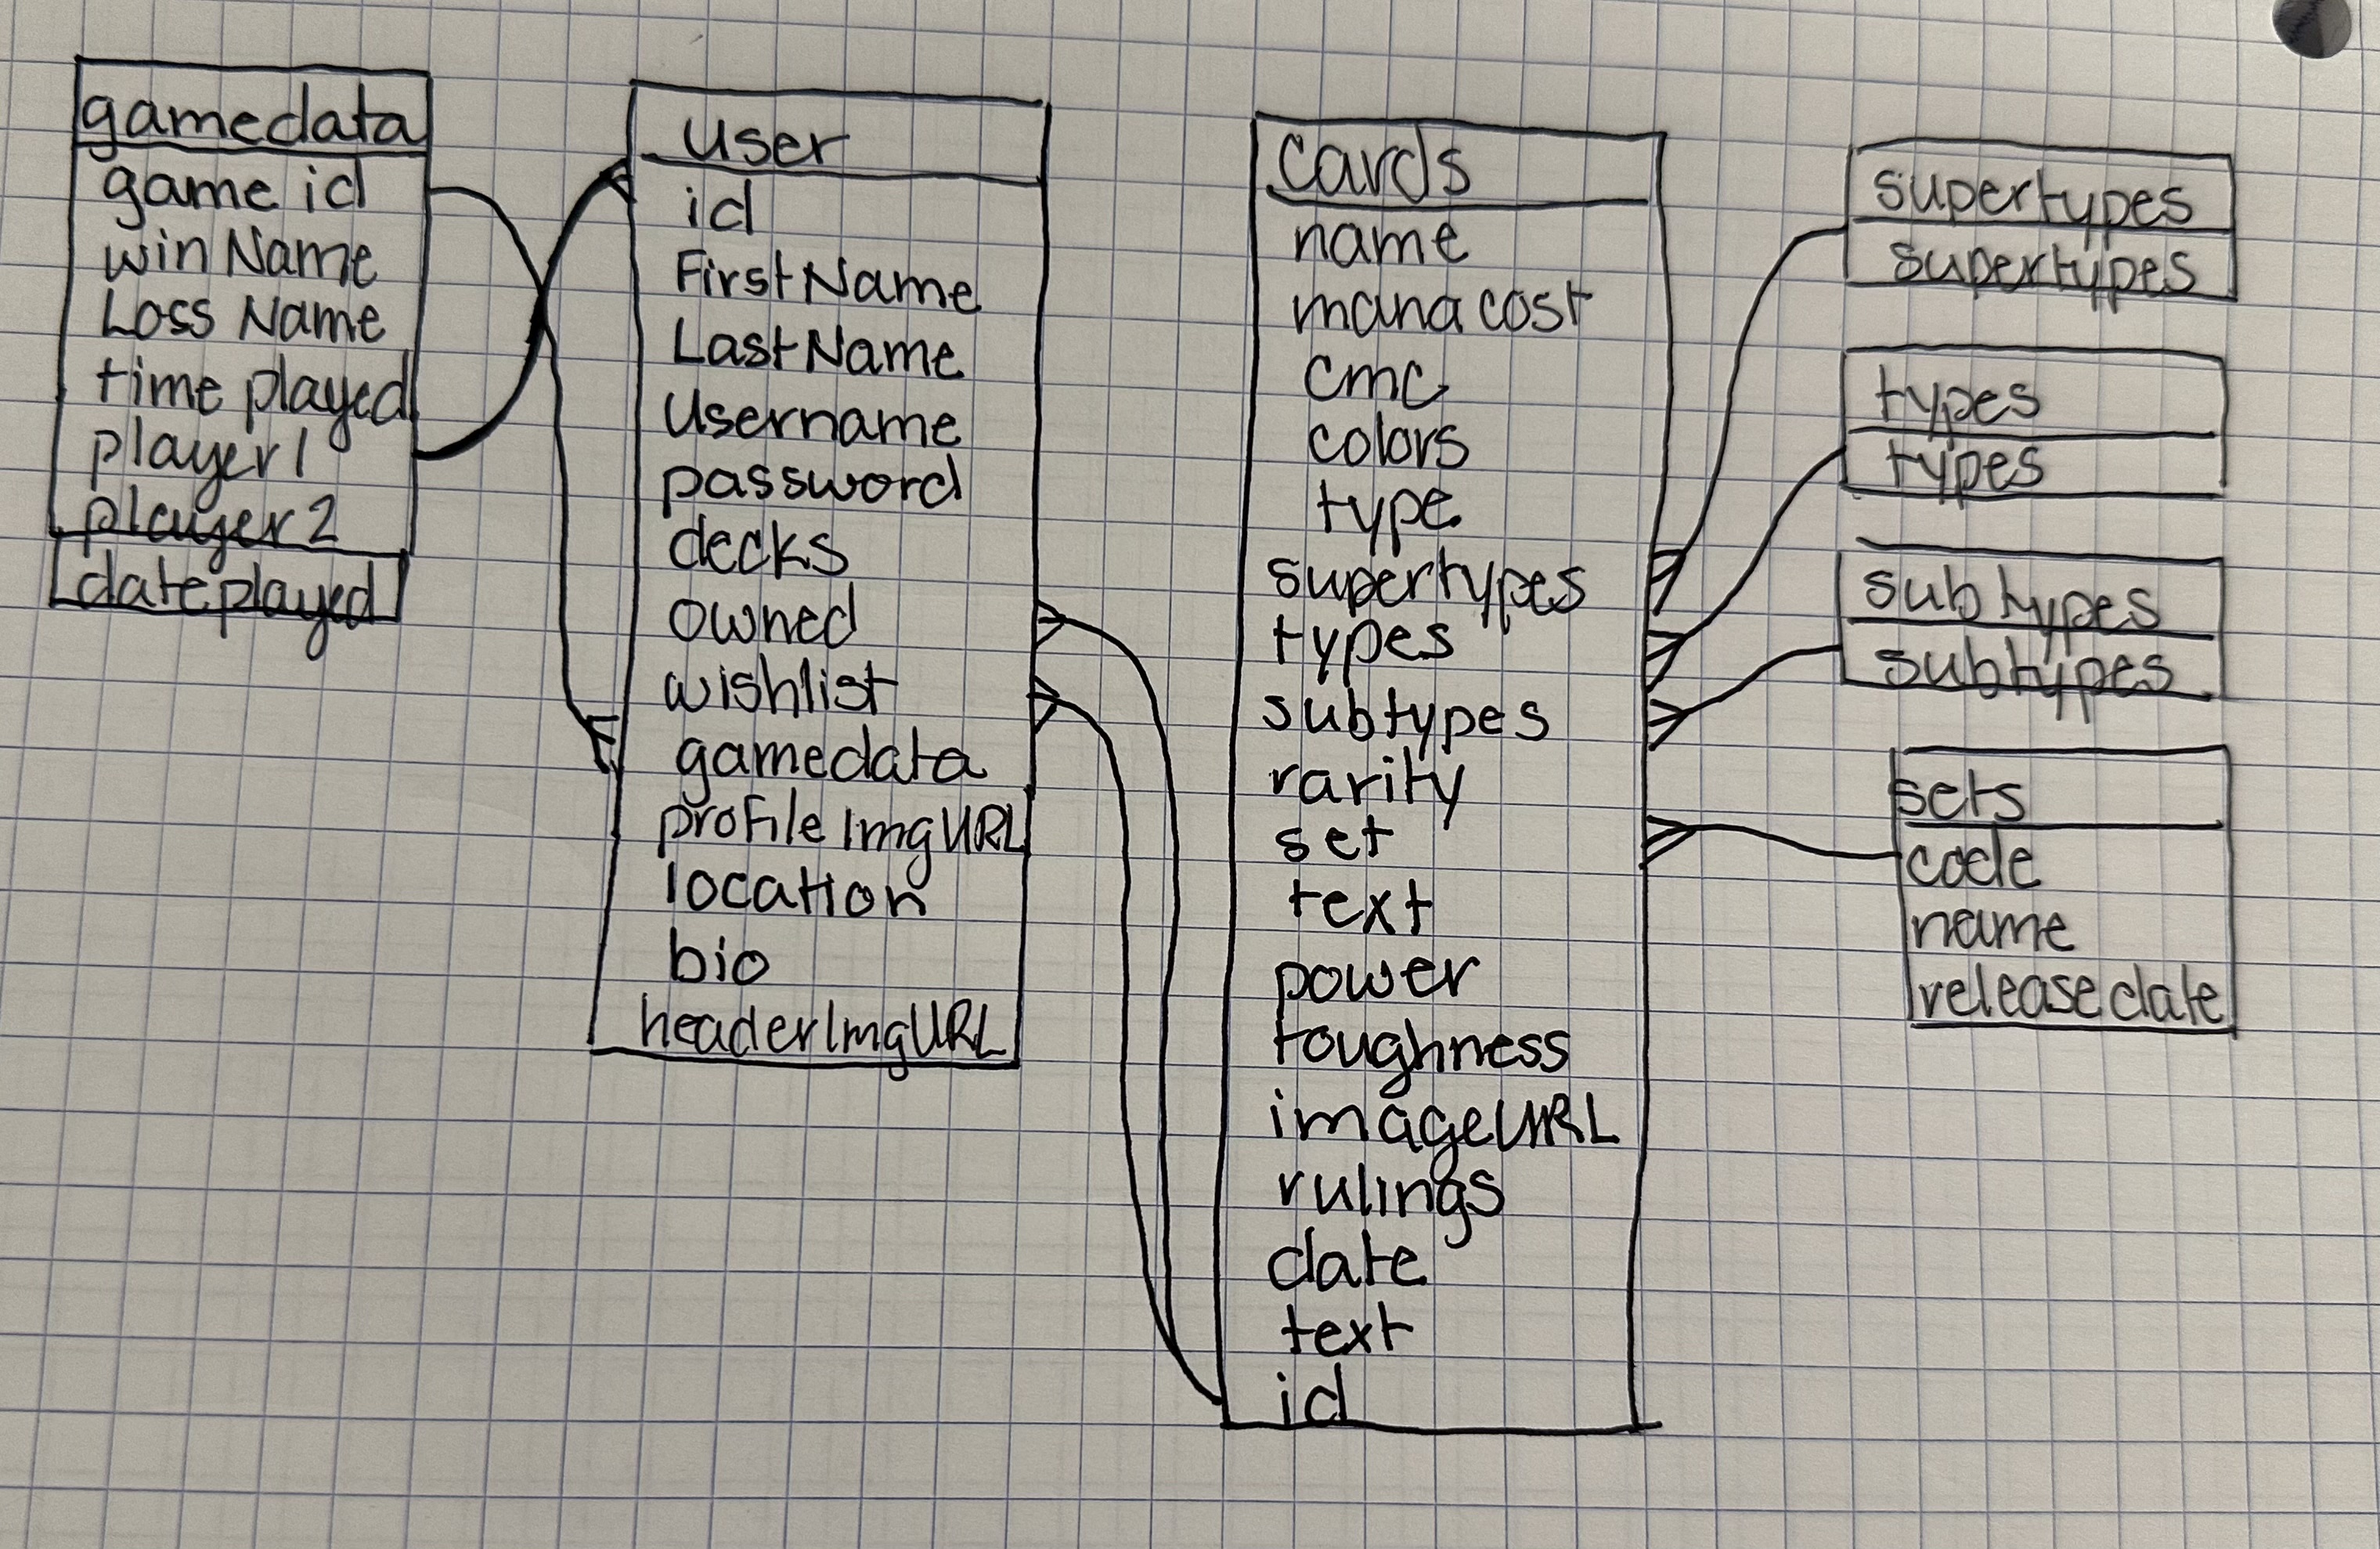 gamedata
game id
winName
Loss Name
time played
player1
player2
dateplayed
user
id
FirstName
LastName
username
password
decks
owned
wishlist
gamedata
profileImgURL
location
bio
headerImgURL
cards
name
mana cost
cmc
colors
type
supertypes
types
subtypes
rarity
set
text
power
toughness
imageURL
rulings
date
text
id
supertypes
supertypes
types
types
subtypes
subtypes
sets
code
name
releasedate